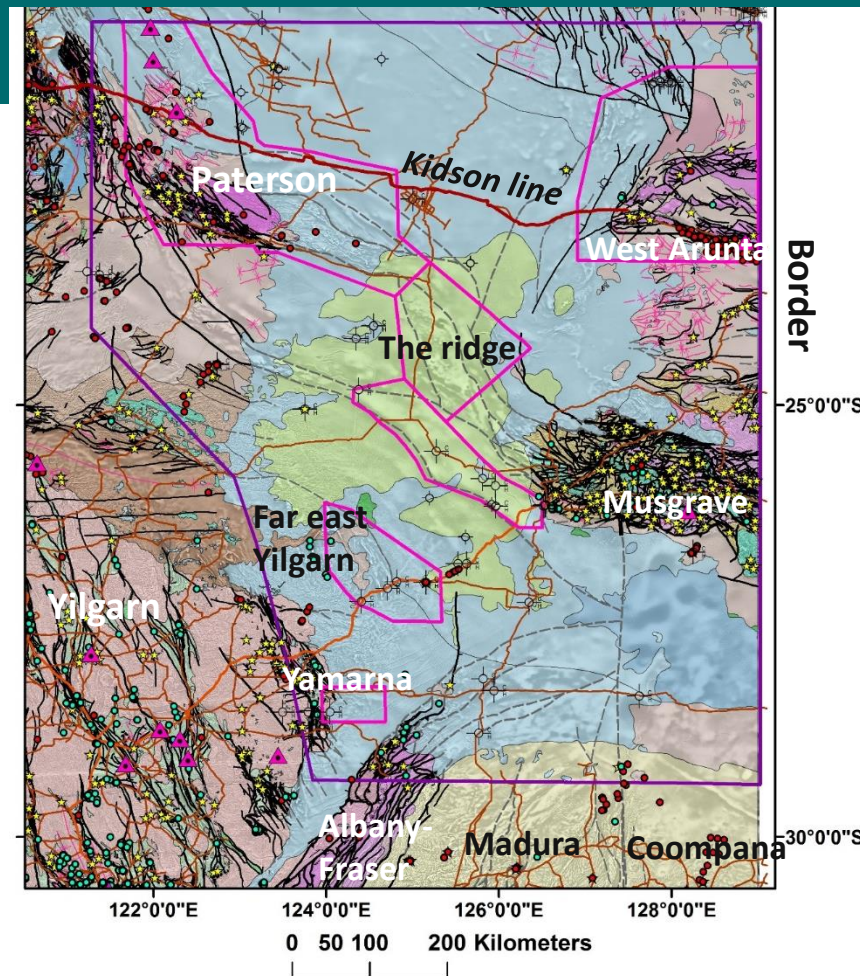 Kidson line
Paterson
West Arunta
Border
The ridge
25°0'0"S
Musgrave
Far east
Yilgarn
Yilgarn
Yamarna
Albany-
Fraser
Madura
Coompana
30°0'0"S
122°0'0"E
124°0'0"E
126°0'0"E
128°0'0"E
0 50 100 200 Kilometers